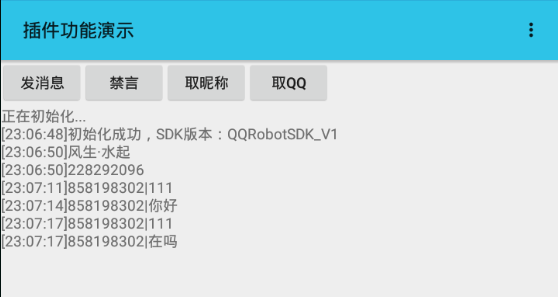 插件功能演示
发消息 禁言 取昵称 取QQ
正在初始化...
[23:06:48]初始化成功，SDK版本：QQRobotSDK_V1
[23:06:50]风生·水起
[23:06:50]228292096
[23:07:11]858198302|111
[23:07:14]858198302|你好
[23:07:17]858198302|111
[23:07:17]858198302|在吗